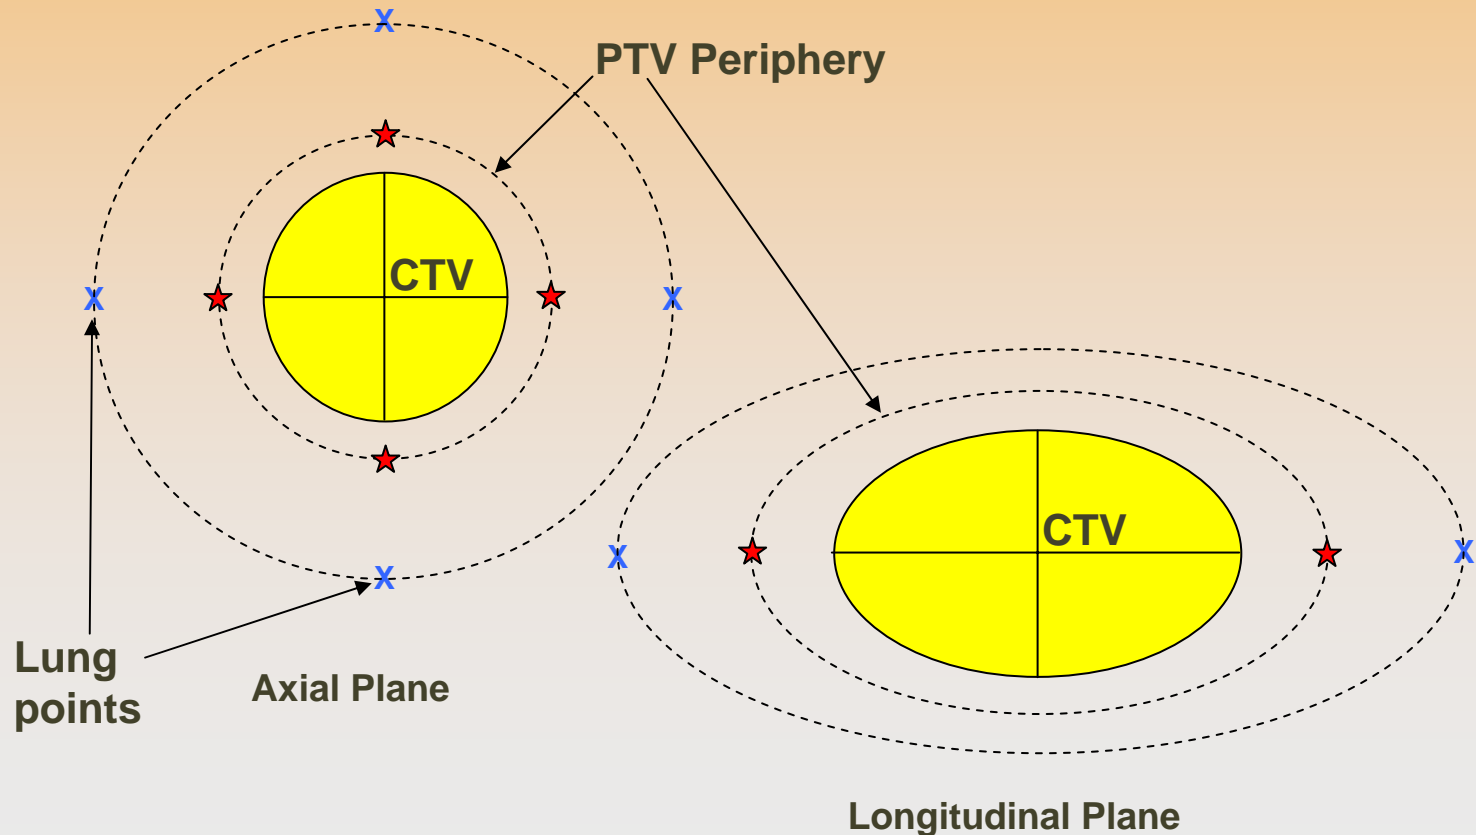 X
PTV Periphery
CTV
X X
X
Lung
points
Axial Plane
CTV
X X
Longitudinal Plane